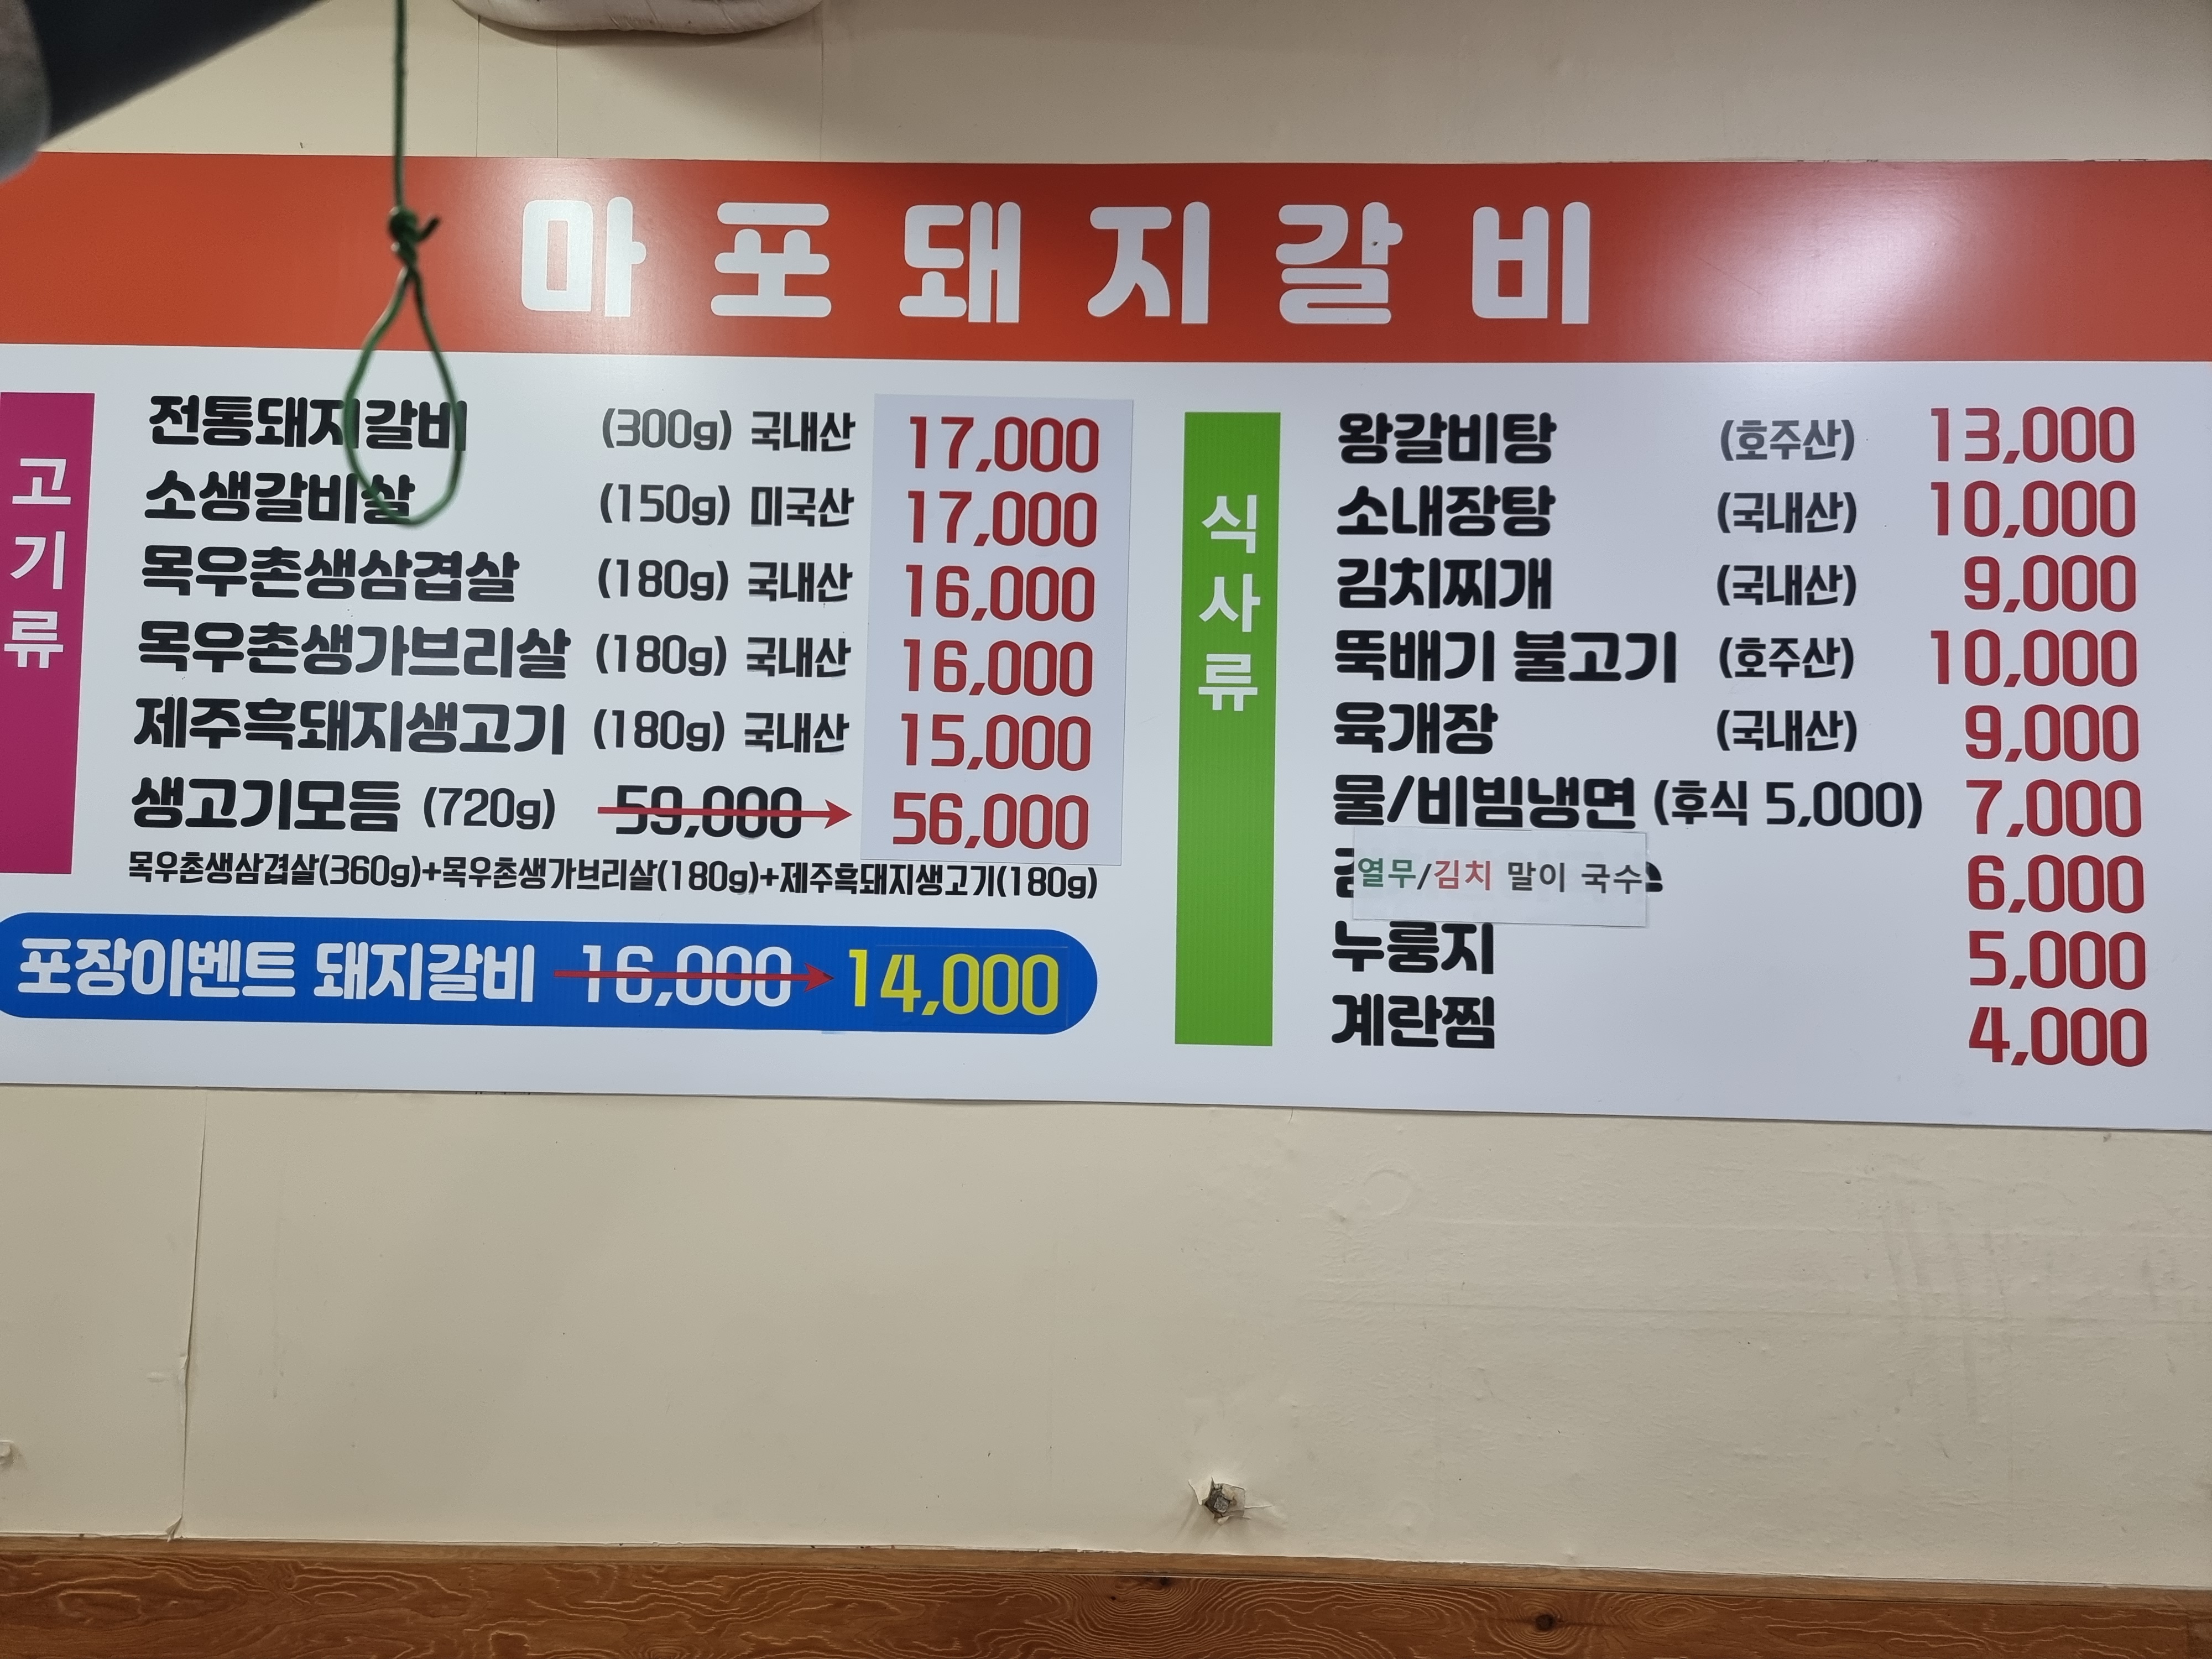 마포돼지갈비
고기류
전통돼지갈비 (300g) 국내산 17,000
소생갈비살 (150g) 미국산 17,000
목우촌생삼겹살 (180g) 국내산 16,000
목우촌생가브리살 (180g) 국내산 16,000
제주흑돼지생고기 (180g) 국내산 15,000
생고기모듬 (720g) 59,000 56,000
목우촌생삼겹살(360g)+목우촌생가브리살(180g)+제주흑돼지생고기(180g)
포장이벤트 돼지갈비 16,000 14,000
식사류
왕갈비탕 (호주산) 13,000
소내장탕 (국내산) 10,000
김치찌개 (국내산) 9,000
뚝배기 불고기 (호주산) 10,000
육개장 (국내산) 9,000
물/비빔냉면 (후식 5,000) 7,000
열무/김치 말이 국수 6,000
누룽지 5,000
계란찜 4,000